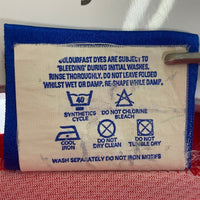 COLOURFAST DYES ARE SUBJECT TO
'BLEEDING' DURING INITIAL WASHES.
RINSE THOROUGHLY. DO NOT LEAVE FOLDED
WHILST WET OR DAMP. RE-SHAPE WHILE DAMP.
40
SYNTHETICS
CYCLE
DO NOT CHLORINE
BLEACH
COOL
IRON
DO NOT
DRY CLEAN
DO NOT
TUMBLE DRY
WASH SEPARATELY DO NOT IRON MOTIFS